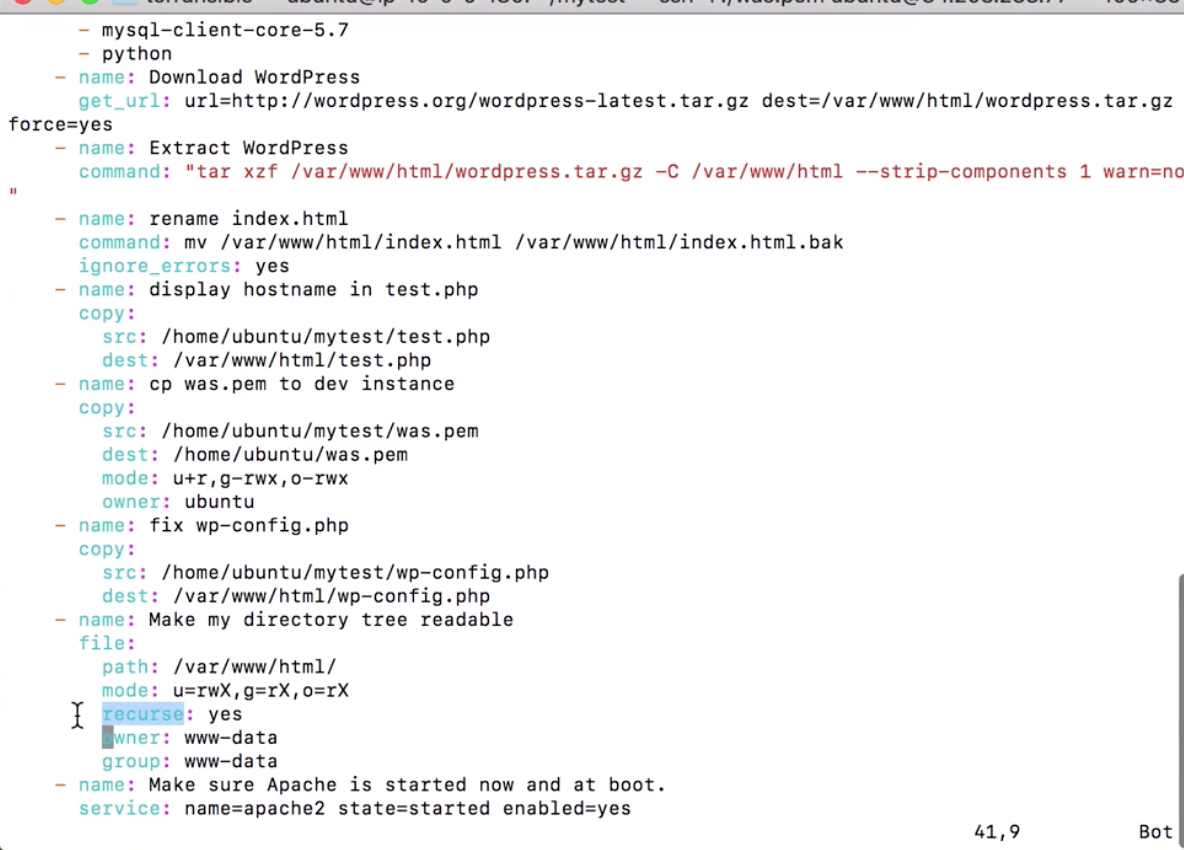 - mysql-client-core-5.7
- python
- name: Download WordPress
get_url: url=http://wordpress.org/wordpress-latest.tar.gz dest=/var/www/html/wordpress.tar.gz
force=yes
- name: Extract WordPress
command: "tar xzf /var/www/html/wordpress.tar.gz -C /var/www/html --strip-components 1 warn=no
"
- name: rename index.html
command: mv /var/www/html/index.html /var/www/html/index.html.bak
ignore_errors: yes
- name: display hostname in test.php
copy:
src: /home/ubuntu/mytest/test.php
dest: /var/www/html/test.php
- name: cp was.pem to dev instance
copy:
src: /home/ubuntu/mytest/was.pem
dest: /home/ubuntu/was.pem
mode: u+r,g-rwx,o-rwx
owner: ubuntu
- name: fix wp-config.php
copy:
src: /home/ubuntu/mytest/wp-config.php
dest: /var/www/html/wp-config.php
- name: Make my directory tree readable
file:
path: /var/www/html/
mode: u=rwX,g=rX,o=rX
recurse: yes
owner: www-data
group: www-data
- name: Make sure Apache is started now and at boot.
service: name=apache2 state=started enabled=yes
41,9 Bot